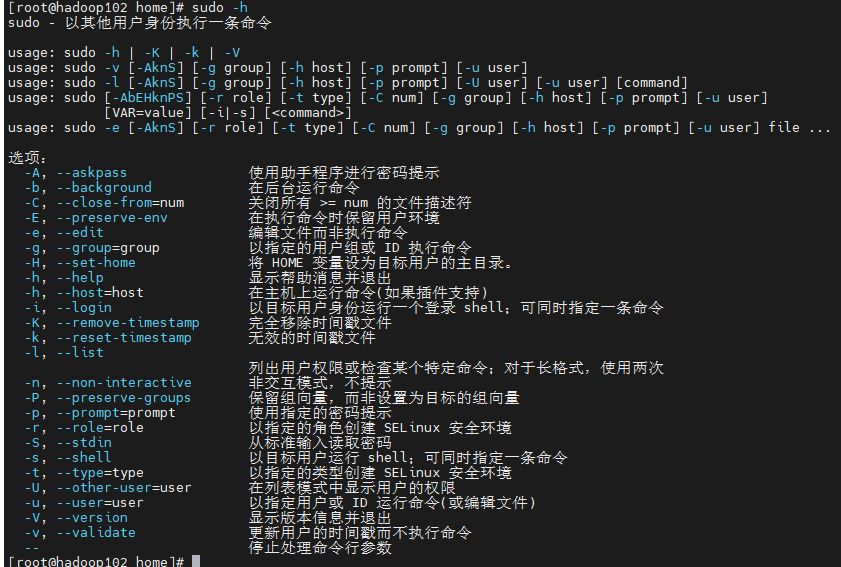 [root@hadoop102 home]# sudo -h
sudo - 以其他用户身份执行一条命令
usage: sudo -h | -K | -k | -V
usage: sudo -v [-AknS] [-g group] [-h host] [-p prompt] [-u user]
usage: sudo -l [-AknS] [-g group] [-h host] [-p prompt] [-U user] [-u user] [command]
usage: sudo [-AbEHknPS] [-r role] [-t type] [-C num] [-g group] [-h host] [-p prompt] [-u user]
[VAR=value] [-i|-s] [<command>]
usage: sudo -e [-AknS] [-r role] [-t type] [-C num] [-g group] [-h host] [-p prompt] [-u user] file ...
选项:
-A, --askpass 使用助手程序进行密码提示
-b, --background 在后台运行命令
-C, --close-from=num 关闭所有 >= num 的文件描述符
-E, --preserve-env 在执行命令时保留用户环境
-e, --edit 编辑文件而非执行命令
-g, --group=group 以指定的用户组或 ID 执行命令
-H, --set-home 将 HOME 变量设为目标用户的主目录。
-h, --help 显示帮助消息并退出
-h, --host=host 在主机上运行命令(如果插件支持)
-i, --login 以目标用户身份运行一个登录 shell；可同时指定一条命令
-K, --remove-timestamp 完全移除时间戳文件
-k, --reset-timestamp 无效的时间戳文件
-l, --list
列出用户权限或检查某个特定命令；对于长格式，使用两次
-n, --non-interactive 非交互模式，不提示
-P, --preserve-groups 保留组向量，而非设置为目标的组向量
-p, --prompt=prompt 使用指定的密码提示
-r, --role=role 以指定的角色创建 SELinux 安全环境
-S, --stdin 从标准输入读取密码
-s, --shell 以目标用户运行 shell；可同时指定一条命令
-t, --type=type 以指定的类型创建 SELinux 安全环境
-U, --other-user=user 在列表模式中显示用户的权限
-u, --user=user 以指定用户或 ID 运行命令(或编辑文件)
-V, --version 显示版本信息并退出
-v, --validate 更新用户的时间戳而不执行命令
-- 停止处理命令行参数
[root@hadoop102 home]#